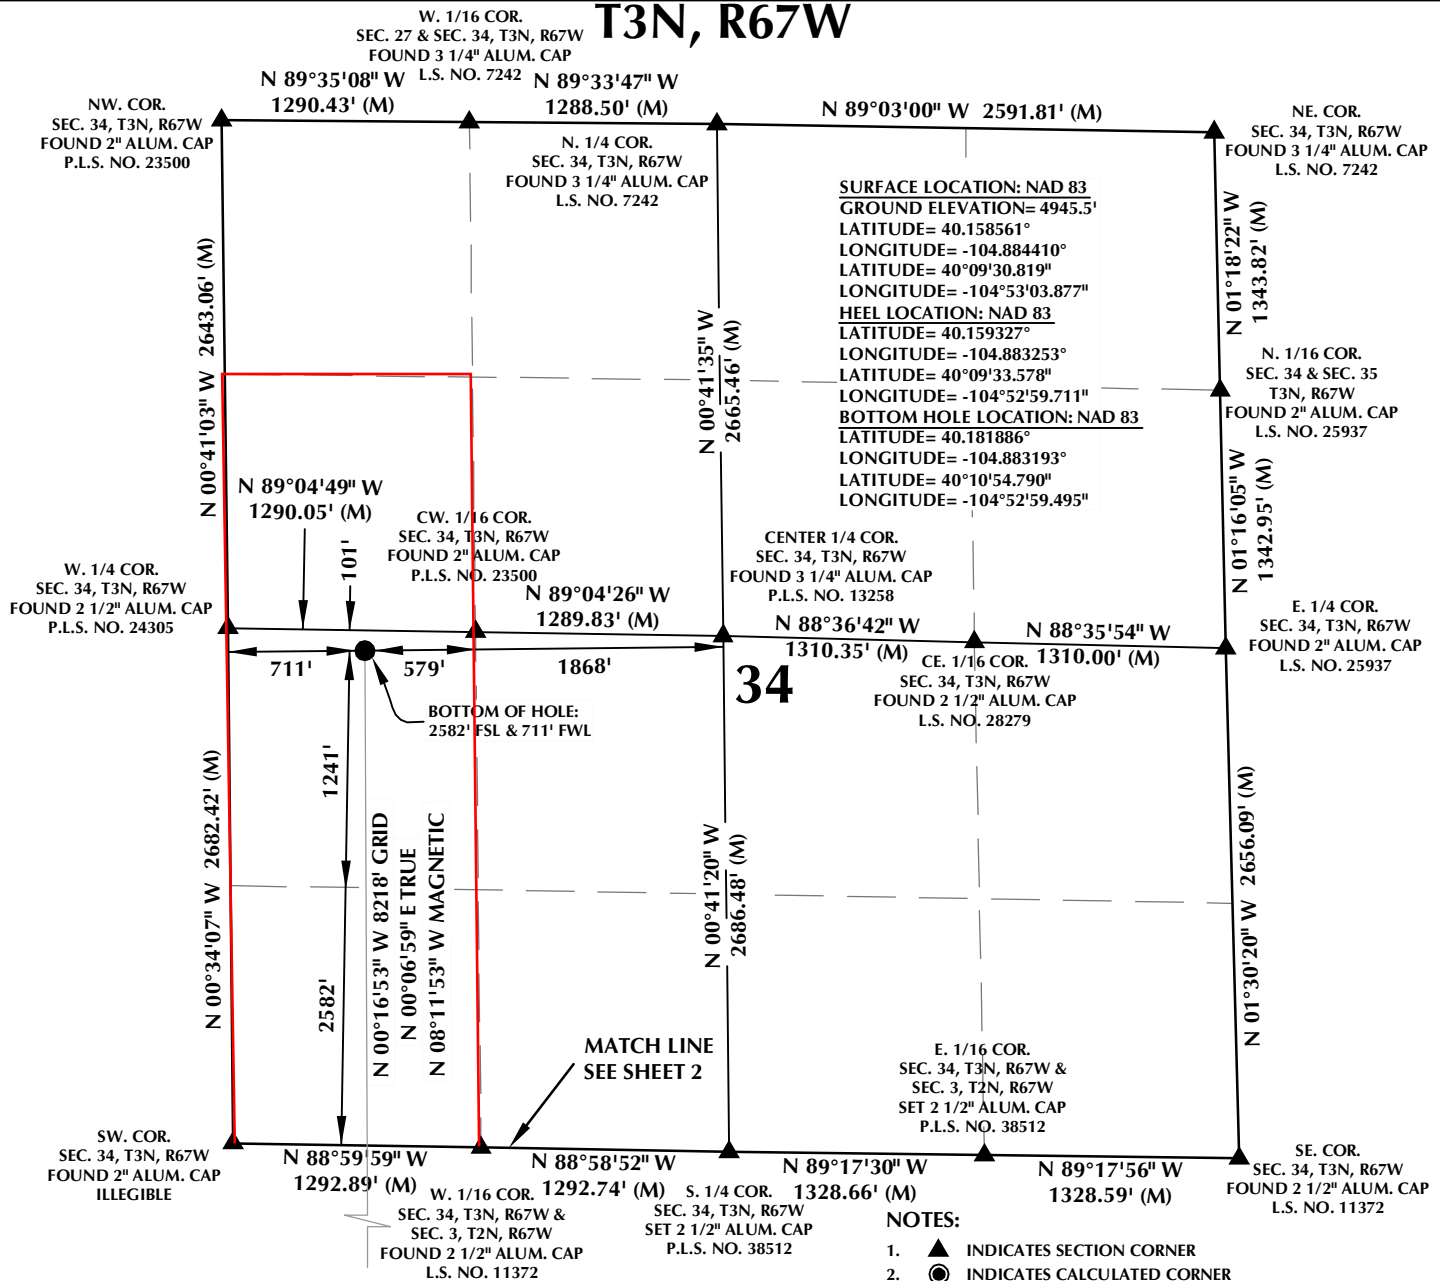 T3N, R67W
W. 1/16 COR.
SEC. 27 & SEC. 34, T3N, R67W
FOUND 3 1/4" ALUM. CAP
L.S. NO. 7242
N 89°35'08" W
1290.43' (M)
N 89°33'47" W
1288.50' (M)
N 89°03'00" W 2591.81' (M)
NW. COR.
SEC. 34, T3N, R67W
FOUND 2" ALUM. CAP
P.L.S. NO. 23500
N. 1/4 COR.
SEC. 34, T3N, R67W
FOUND 3 1/4" ALUM. CAP
L.S. NO. 7242
NE. COR.
SEC. 34, T3N, R67W
FOUND 3 1/4" ALUM. CAP
L.S. NO. 7242
SURFACE LOCATION: NAD 83
GROUND ELEVATION= 4945.5'
LATITUDE= 40.158561°
LONGITUDE= -104.884410°
LATITUDE= 40°09'30.819"
LONGITUDE= -104°53'03.877"
HEEL LOCATION: NAD 83
LATITUDE= 40.159327°
LONGITUDE= -104.883253°
LATITUDE= 40°09'33.578"
LONGITUDE= -104°52'59.711"
BOTTOM HOLE LOCATION: NAD 83
LATITUDE= 40.181886°
LONGITUDE= -104.883193°
LATITUDE= 40°10'54.790"
LONGITUDE= -104°52'59.495"
N 00°41'03" W 2643.06' (M)
N 00°41'35" W
2665.46' (M)
N 01°18'22" W
1343.82' (M)
N. 1/16 COR.
SEC. 34 & SEC. 35
T3N, R67W
FOUND 2" ALUM. CAP
L.S. NO. 25937
N 01°16'05" W
1342.95' (M)
N 89°04'49" W
1290.05' (M)
101'
CW. 1/16 COR.
SEC. 34, T3N, R67W
FOUND 2" ALUM. CAP
P.L.S. NO. 23500
N 89°04'26" W
1289.83' (M)
CENTER 1/4 COR.
SEC. 34, T3N, R67W
FOUND 3 1/4" ALUM. CAP
P.L.S. NO. 13258
W. 1/4 COR.
SEC. 34, T3N, R67W
FOUND 2 1/2" ALUM. CAP
P.L.S. NO. 24305
N 88°36'42" W
1310.35' (M)
N 88°35'54" W
1310.00' (M)
E. 1/4 COR.
SEC. 34, T3N, R67W
FOUND 2" ALUM. CAP
L.S. NO. 25937
711'
579'
1868'
34
CE. 1/16 COR.
SEC. 34, T3N, R67W
FOUND 2 1/2" ALUM. CAP
L.S. NO. 28279
BOTTOM OF HOLE:
2582' FSL & 711' FWL
1241'
N 00°34'07" W 2682.42' (M)
2582'
N 00°16'53" W 8218' GRID
N 00°06'59" E TRUE
N 08°11'53" W MAGNETIC
N 00°41'20" W
2686.48' (M)
N 01°30'20" W 2656.09' (M)
MATCH LINE
SEE SHEET 2
E. 1/16 COR.
SEC. 34, T3N, R67W &
SEC. 3, T2N, R67W
SET 2 1/2" ALUM. CAP
P.L.S. NO. 38512
SW. COR.
SEC. 34, T3N, R67W
FOUND 2" ALUM. CAP
ILLEGIBLE
N 88°59'59" W
1292.89' (M)
W. 1/16 COR.
SEC. 34, T3N, R67W &
SEC. 3, T2N, R67W
FOUND 2 1/2" ALUM. CAP
L.S. NO. 11372
N 88°58'52" W
1292.74' (M)
S. 1/4 COR.
SEC. 34, T3N, R67W
SET 2 1/2" ALUM. CAP
P.L.S. NO. 38512
N 89°17'30" W
1328.66' (M)
N 89°17'56" W
1328.59' (M)
SE. COR.
SEC. 34, T3N, R67W
FOUND 2 1/2" ALUM. CAP
L.S. NO. 11372
NOTES:
1. INDICATES SECTION CORNER
2. INDICATES CALCULATED CORNER